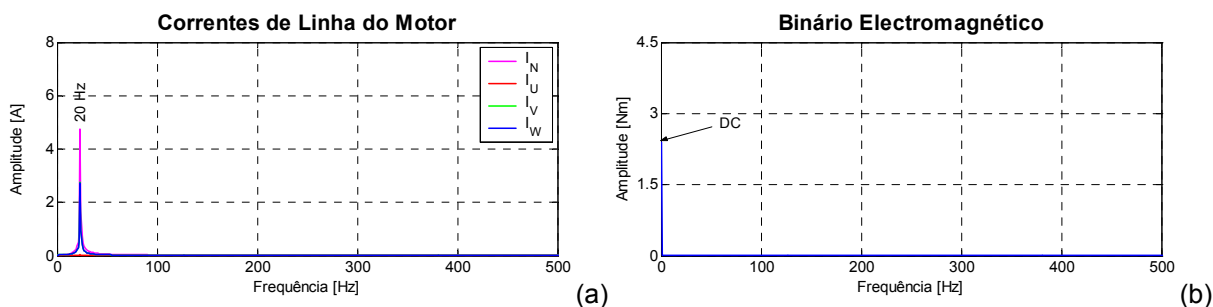 Correntes de Linha do Motor
8
6
4
2
0
Amplitude [A]
20 Hz
I_N
I_U
I_V
I_W
0 100 200 300 400 500
Frequência [Hz]
(a)
Binário Electromagnético
4.5
3
1.5
0
Amplitude [Nm]
DC
0 100 200 300 400 500
Frequência [Hz]
(b)